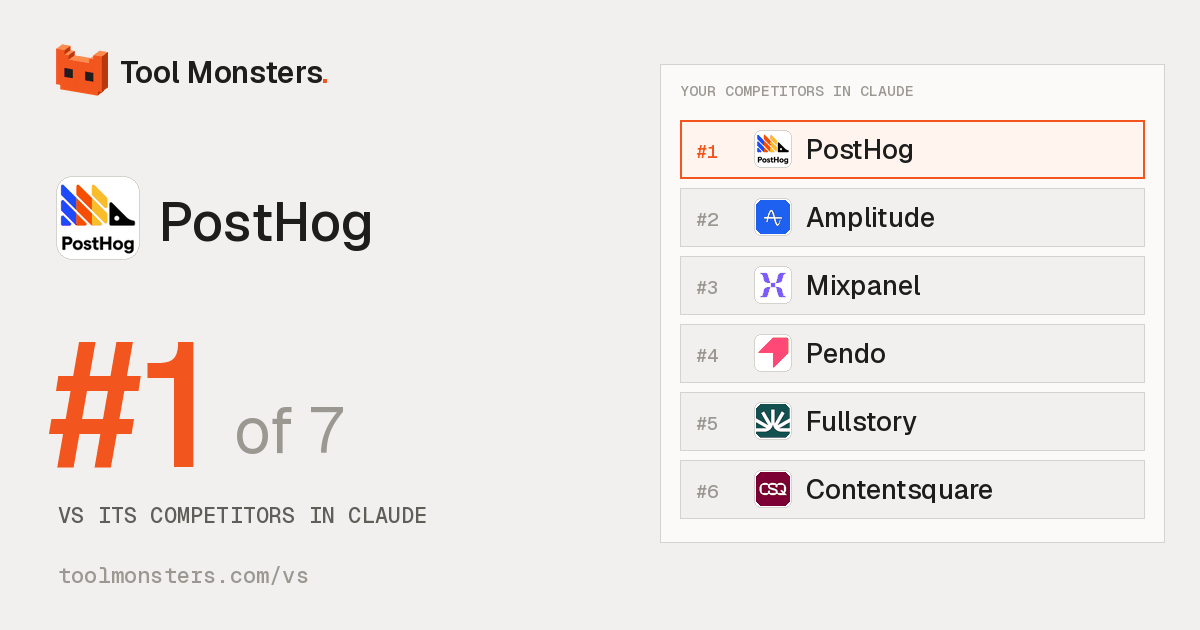 Tool Monsters.
PostHog
PostHog
#1 of 7
VS ITS COMPETITORS IN CLAUDE
toolmonsters.com/vs
YOUR COMPETITORS IN CLAUDE
#1 PostHog PostHog
#2 Amplitude
#3 Mixpanel
#4 Pendo
#5 Fullstory
#6 CSQ Contentsquare